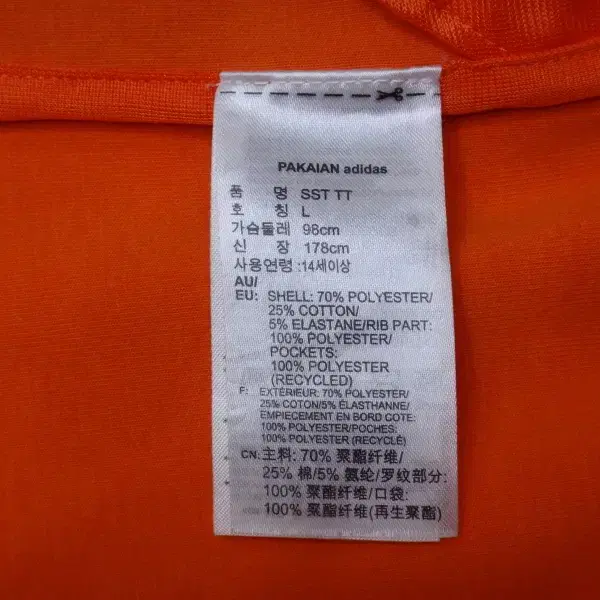 PAKAIAN adidas
품 명 SST TT
호 칭 L
가슴둘레 98cm
신 장 178cm
사용연령 :14세이상
AU/
EU: SHELL: 70% POLYESTER/
25% COTTON/
5% ELASTANE/RIB PART:
100% POLYESTER/
POCKETS:
100% POLYESTER
(RECYCLED)
F: EXTÉRIEUR: 70% POLYESTER/
25% COTON/5% ÉLASTHANNE/
EMPIECEMENT EN BORD COTE:
100% POLYESTER/POCHES:
100% POLYESTER (RECYCLÉ)
CN: 主料: 70% 聚酯纤维/
25% 棉/5% 氨纶/罗纹部分:
100% 聚酯纤维/口袋:
100% 聚酯纤维(再生聚酯)